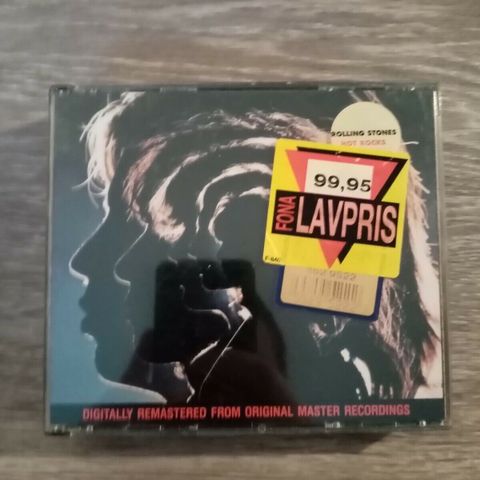 ROLLING STONES
HOT ROCKS
99,95
FONA
LAVPRIS
DIGITALLY REMASTERED FROM ORIGINAL MASTER RECORDINGS